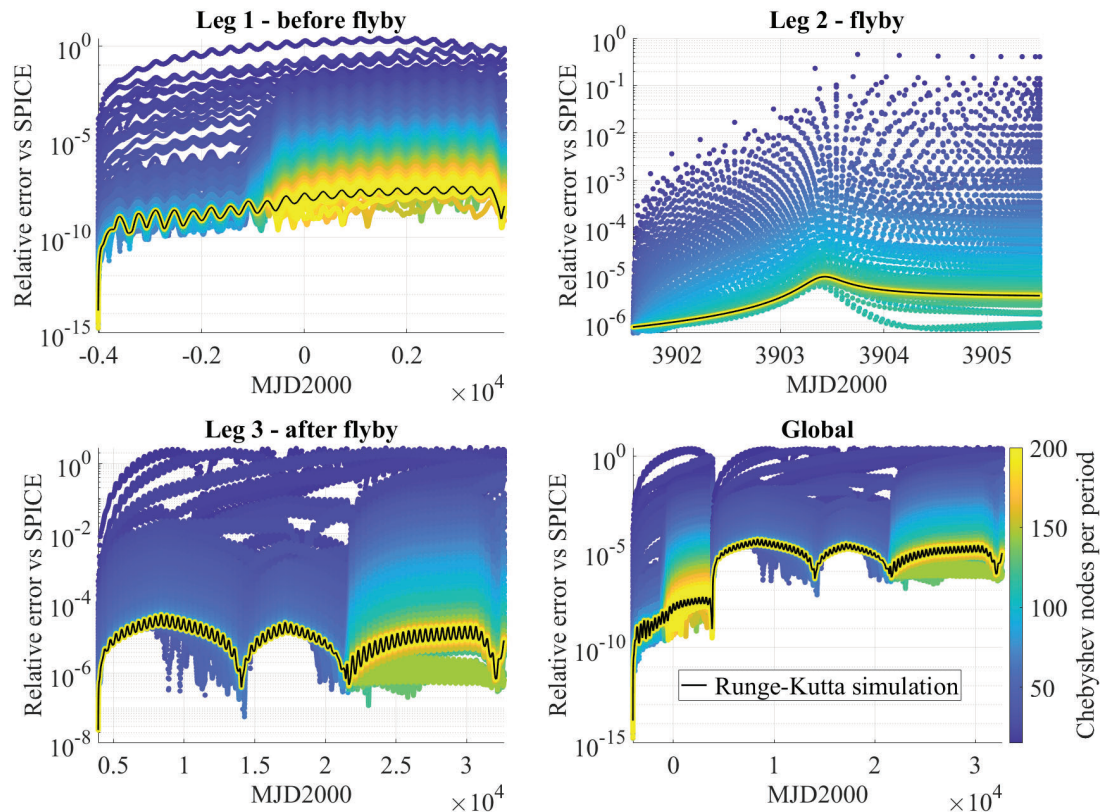 Leg 1 - before flyby
Relative error vs SPICE
10^0
10^-5
10^-10
10^-15
-0.4 -0.2 0 0.2 0.4
MJD2000
×10^4
Leg 2 - flyby
Relative error vs SPICE
10^0
10^-1
10^-2
10^-3
10^-4
10^-5
10^-6
3902 3903 3904 3905
MJD2000
Leg 3 - after flyby
Relative error vs SPICE
10^0
10^-2
10^-4
10^-6
10^-8
0.5 1 1.5 2 2.5 3
MJD2000
×10^4
Global
Relative error vs SPICE
10^0
10^-5
10^-10
10^-15
0 1 2 3
MJD2000
×10^4
Runge-Kutta simulation
200
150
100
50
Chebyshev nodes per period